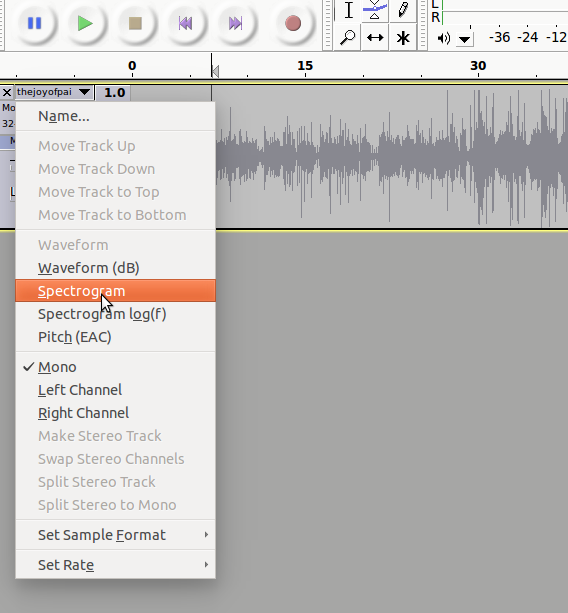 L
R
-36 -24 -12
0 15 30
thejoyofpai 1.0
Mo
32-
M
L
Name...
Move Track Up
Move Track Down
Move Track to Top
Move Track to Bottom
Waveform
Waveform (dB)
Spectrogram
Spectrogram log(f)
Pitch (EAC)
Mono
Left Channel
Right Channel
Make Stereo Track
Swap Stereo Channels
Split Stereo Track
Split Stereo to Mono
Set Sample Format
Set Rate